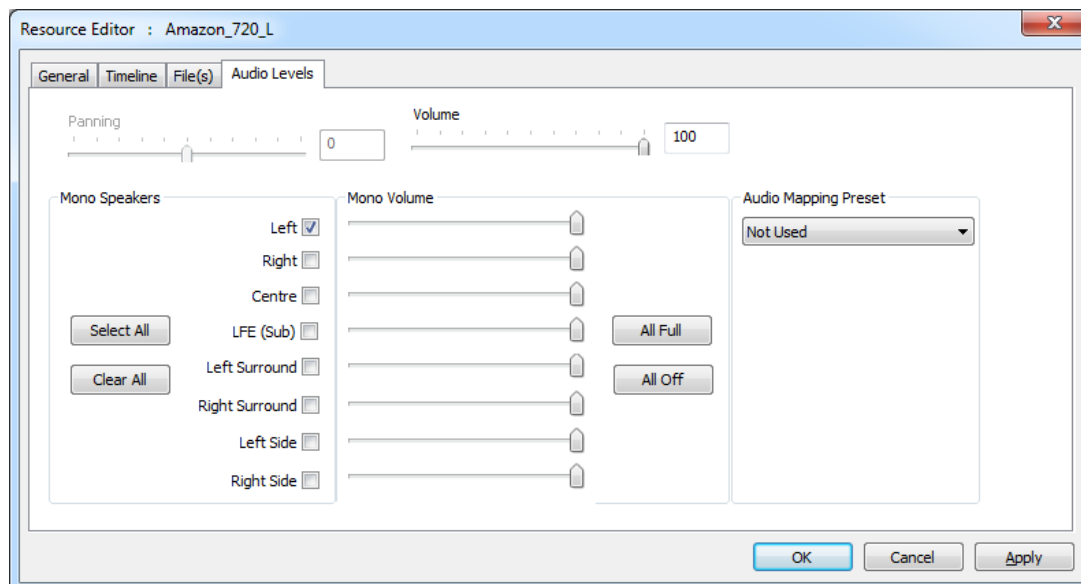 Resource Editor : Amazon_720_L
X
General Timeline File(s) Audio Levels
Panning
0
Volume
100
Mono Speakers
Left
Right
Centre
LFE (Sub)
Left Surround
Right Surround
Left Side
Right Side
Select All
Clear All
Mono Volume
All Full
All Off
Audio Mapping Preset
Not Used
OK Cancel Apply